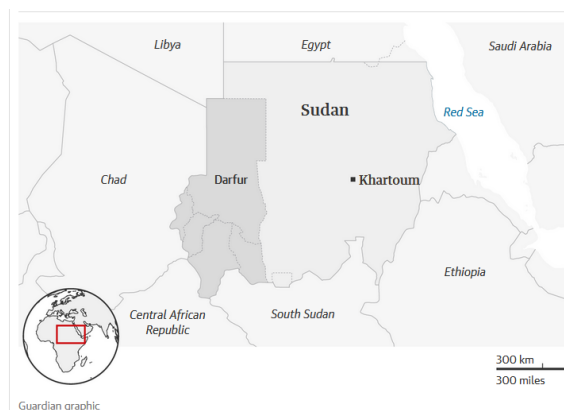 Libya
Egypt
Saudi Arabia
Sudan
Red Sea
Chad
Darfur
Khartoum
Ethiopia
Central African
Republic
South Sudan
300 km
300 miles
Guardian graphic